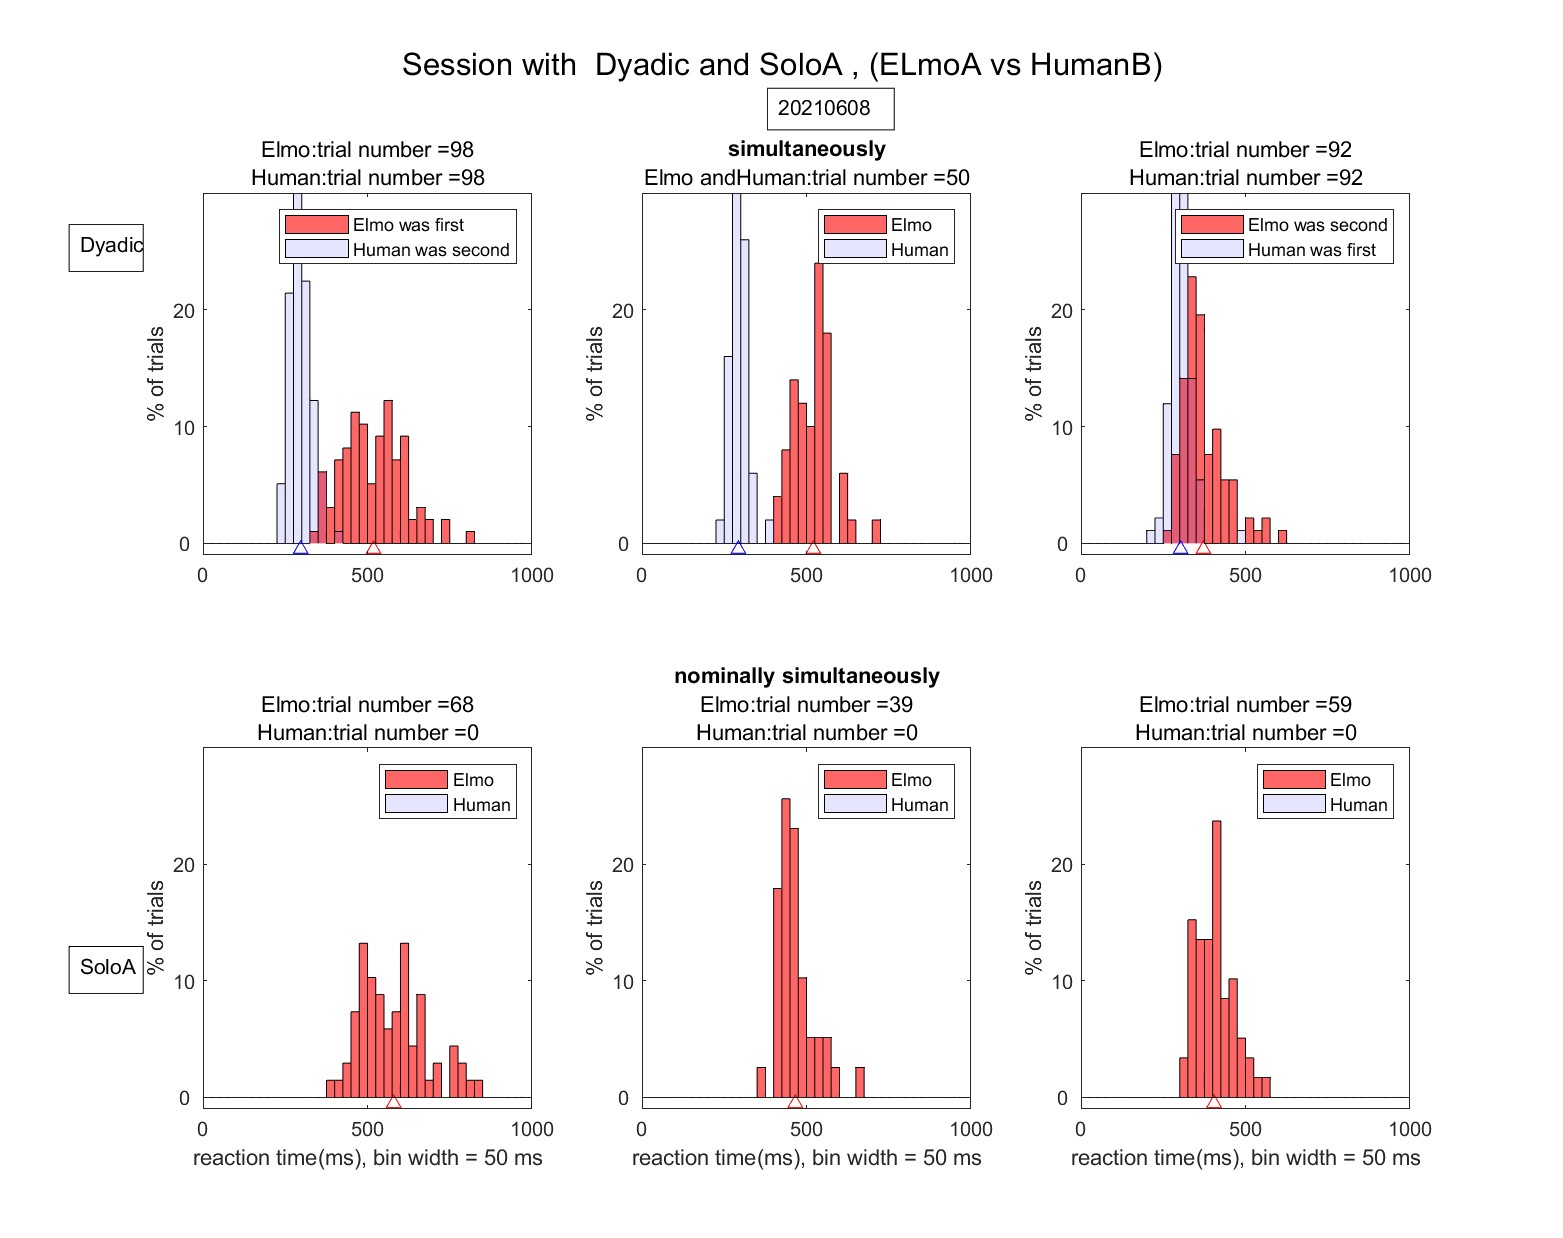 Session with  Dyadic and SoloA , (ELmoA vs HumanB)
20210608
Dyadic
Elmo:trial number =98
Human:trial number =98
Elmo was first
Human was second
% of trials
20
10
0
0
500
1000
simultaneously
Elmo andHuman:trial number =50
Elmo
Human
% of trials
20
10
0
0
500
1000
Elmo:trial number =92
Human:trial number =92
Elmo was second
Human was first
% of trials
20
10
0
0
500
1000
SoloA
Elmo:trial number =68
Human:trial number =0
Elmo
Human
% of trials
20
10
0
0
500
1000
reaction time(ms), bin width = 50 ms
nominally simultaneously
Elmo:trial number =39
Human:trial number =0
Elmo
Human
% of trials
20
10
0
0
500
1000
reaction time(ms), bin width = 50 ms
Elmo:trial number =59
Human:trial number =0
Elmo
Human
% of trials
20
10
0
0
500
1000
reaction time(ms), bin width = 50 ms